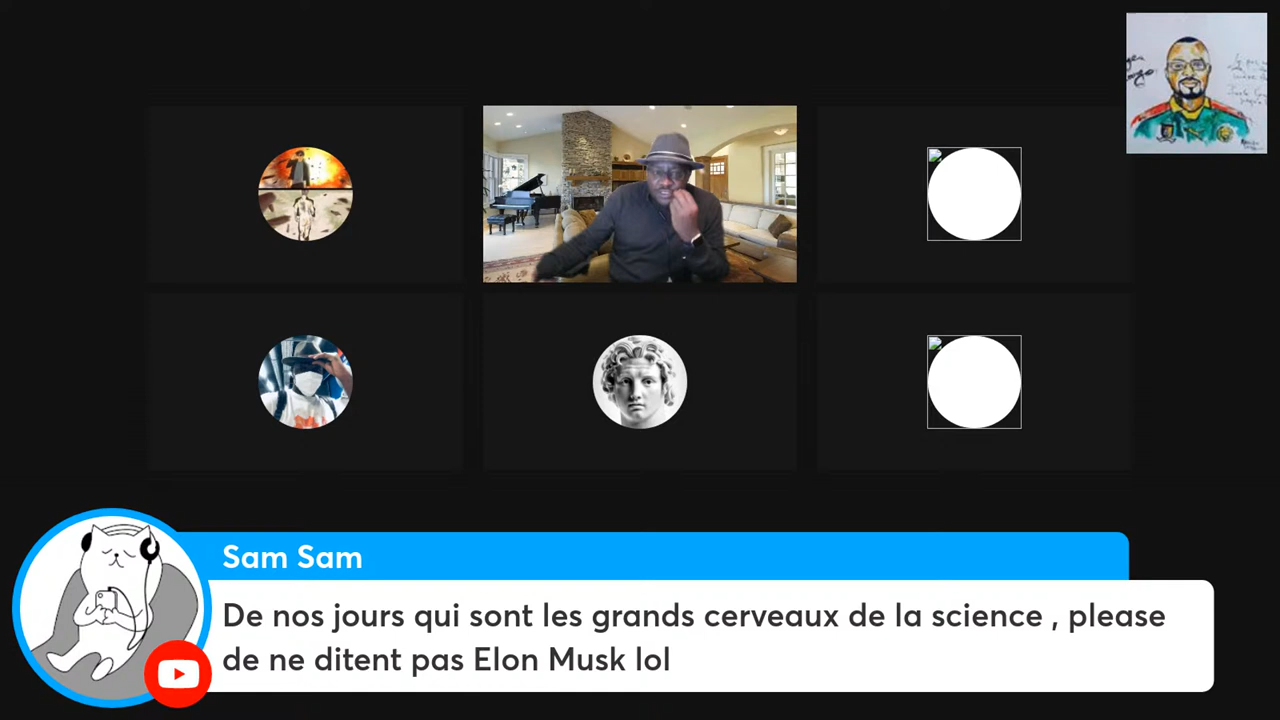 Sam Sam
De nos jours qui sont les grands cerveaux de la science , please
de ne ditent pas Elon Musk lol